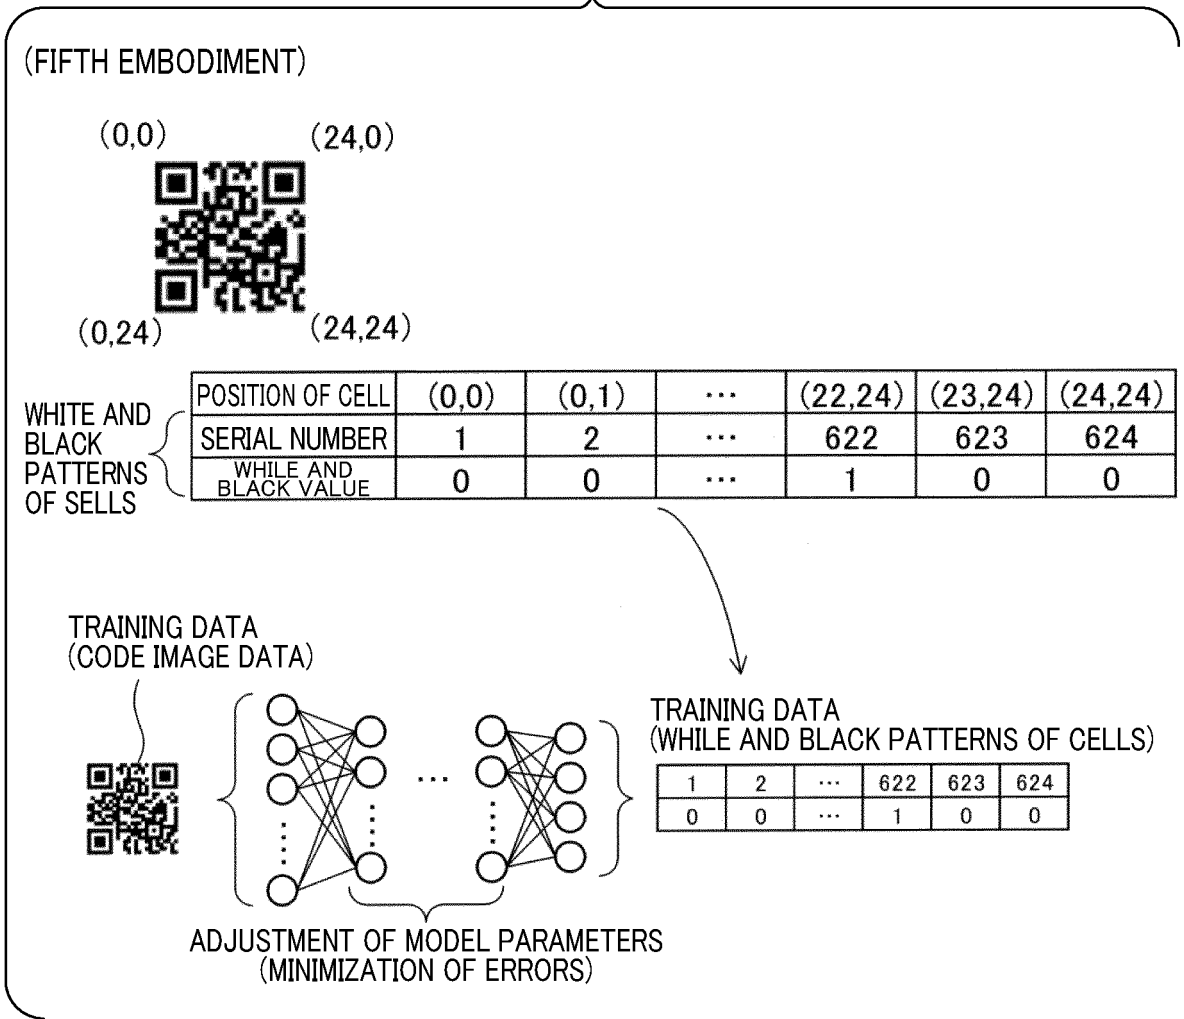 (FIFTH EMBODIMENT)
(0,0) (24,0)
(0,24) (24,24)
WHITE AND
BLACK
PATTERNS
OF SELLS
POSITION OF CELL (0,0) (0,1) ... (22,24) (23,24) (24,24)
SERIAL NUMBER 1 2 ... 622 623 624
WHILE AND
BLACK VALUE 0 0 ... 1 0 0
TRAINING DATA
(CODE IMAGE DATA)
...
TRAINING DATA
(WHILE AND BLACK PATTERNS OF CELLS)
1 2 ... 622 623 624
0 0 ... 1 0 0
ADJUSTMENT OF MODEL PARAMETERS
(MINIMIZATION OF ERRORS)